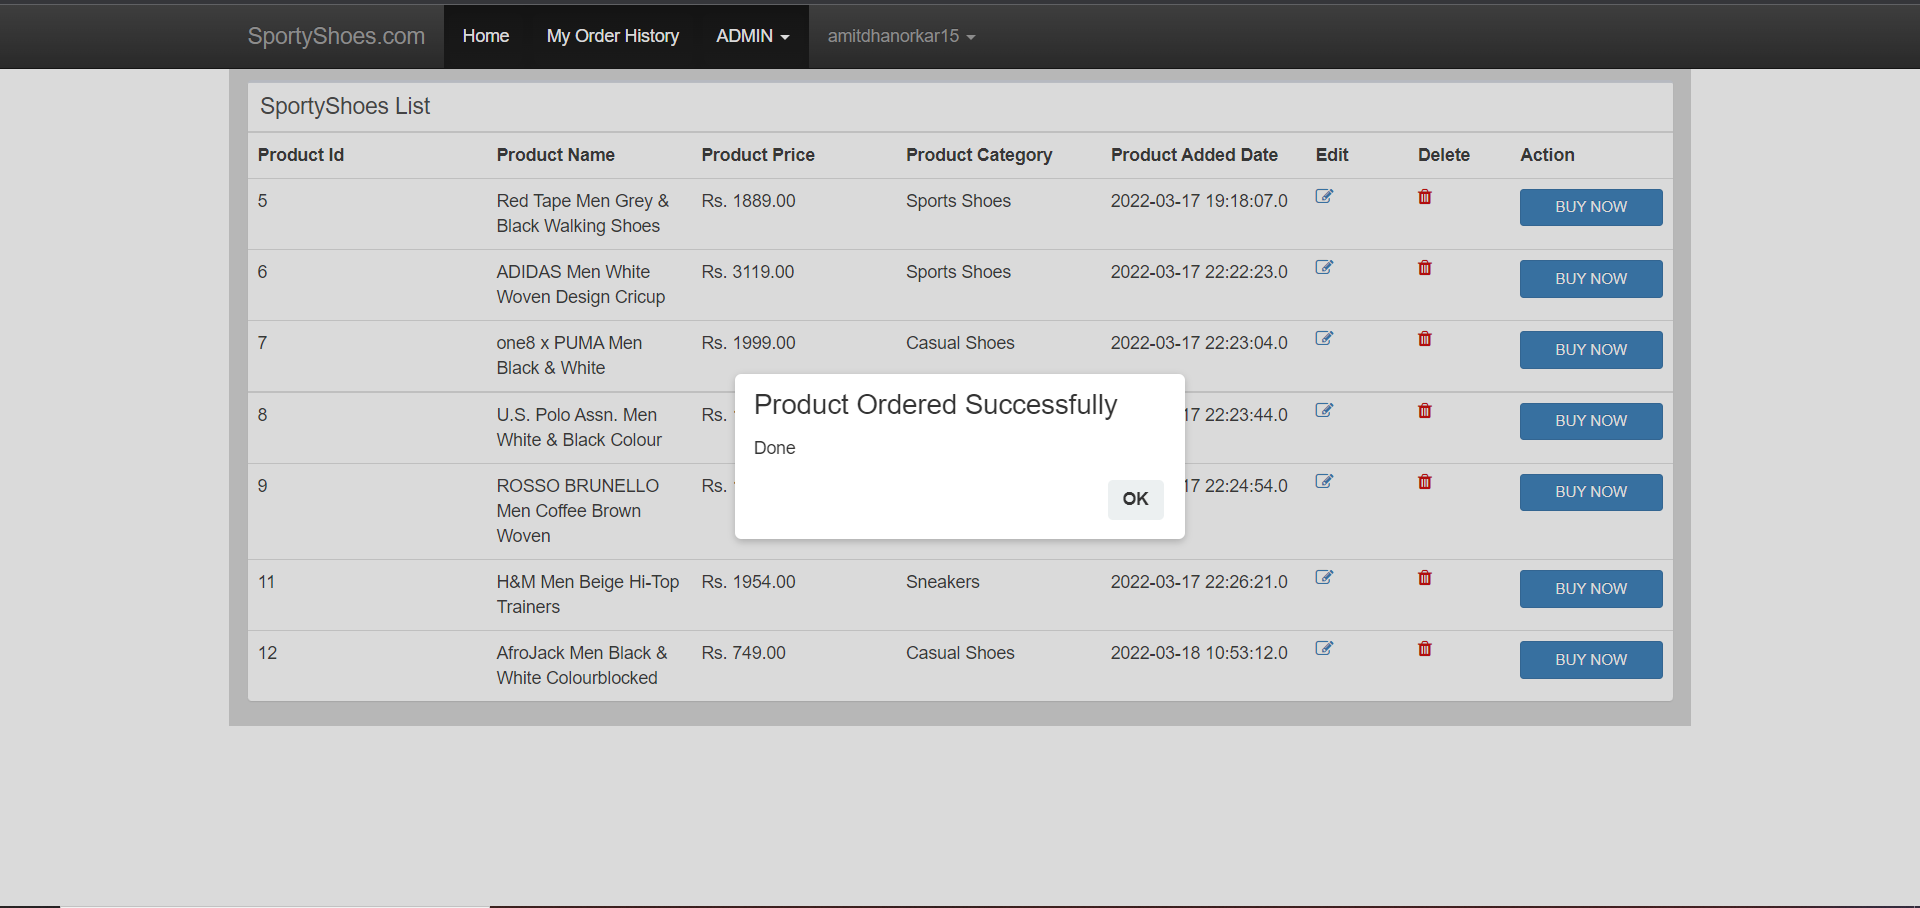 SportyShoes.com Home My Order History ADMIN amitdhanorkar15
SportyShoes List
Product Id Product Name Product Price Product Category Product Added Date Edit Delete Action
5 Red Tape Men Grey & Rs. 1889.00 Sports Shoes 2022-03-17 19:18:07.0 BUY NOW
Black Walking Shoes
6 ADIDAS Men White Rs. 3119.00 Sports Shoes 2022-03-17 22:22:23.0 BUY NOW
Woven Design Cricup
7 one8 x PUMA Men Rs. 1999.00 Casual Shoes 2022-03-17 22:23:04.0 BUY NOW
Black & White
8 U.S. Polo Assn. Men Rs. 17 22:23:44.0 BUY NOW
White & Black Colour
9 ROSSO BRUNELLO Rs. 17 22:24:54.0 BUY NOW
Men Coffee Brown
Woven
11 H&M Men Beige Hi-Top Rs. 1954.00 Sneakers 2022-03-17 22:26:21.0 BUY NOW
Trainers
12 AfroJack Men Black & Rs. 749.00 Casual Shoes 2022-03-18 10:53:12.0 BUY NOW
White Colourblocked
Product Ordered Successfully
Done
OK